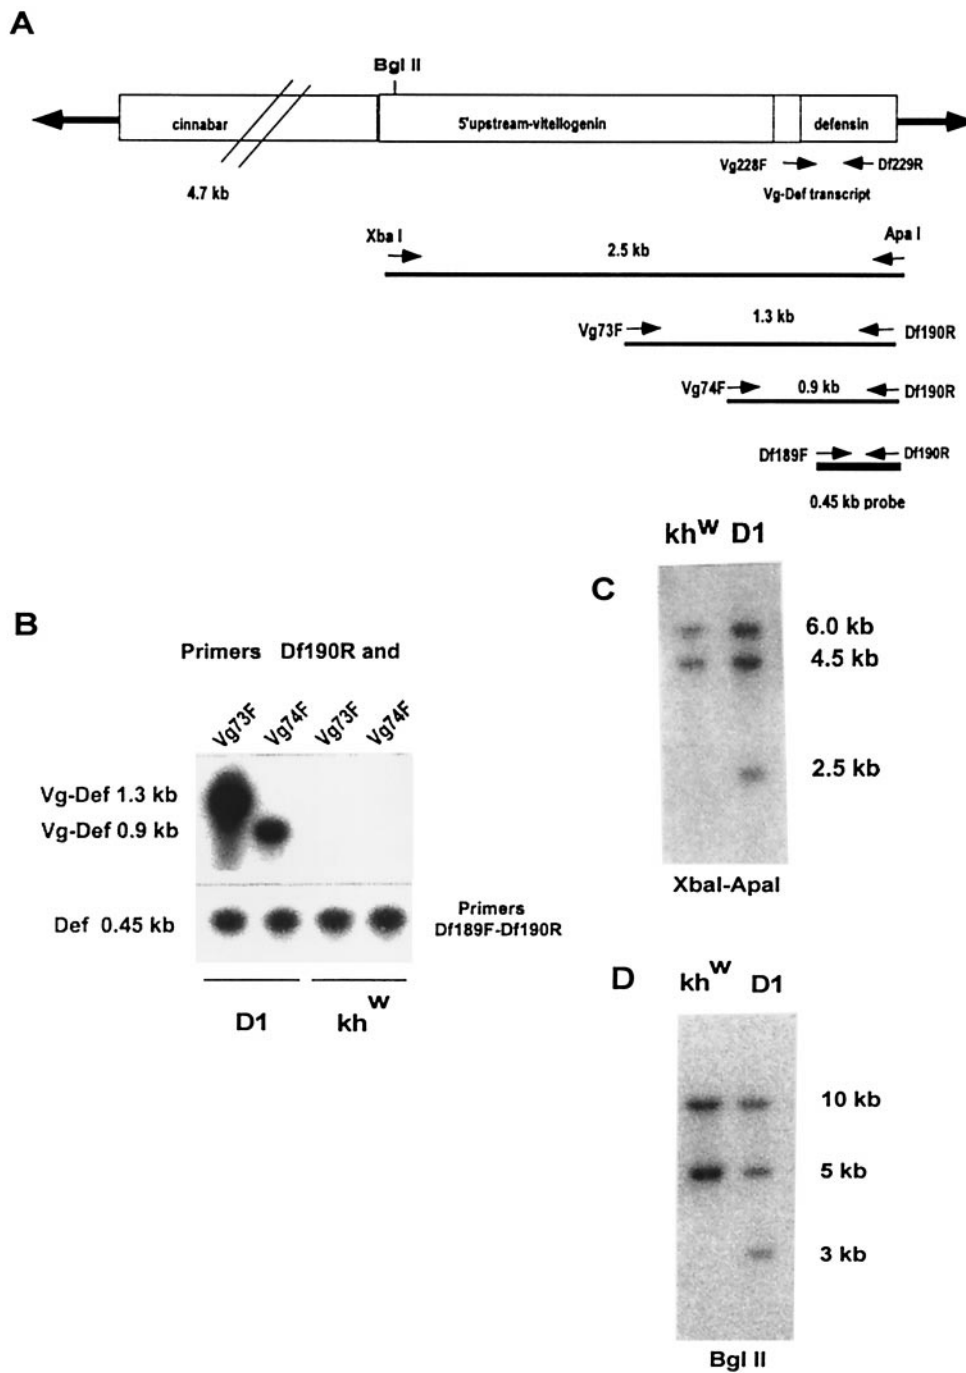 A
Bgl II
cinnabar
5'upstream-vitellogenin
defensin
4.7 kb
Vg228F
Df229R
Vg-Def transcript
Xba I
2.5 kb
Apa I
Vg73F
1.3 kb
Df190R
Vg74F
0.9 kb
Df190R
Df189F
Df190R
0.45 kb probe
C
khW D1
6.0 kb
4.5 kb
2.5 kb
XbaI-ApaI
B
Primers Df190R and
Vg73F Vg74F Vg73F Vg74F
Vg-Def 1.3 kb
Vg-Def 0.9 kb
Def 0.45 kb
Primers
Df189F-Df190R
D1 khW
D
khW D1
10 kb
5 kb
3 kb
Bgl II